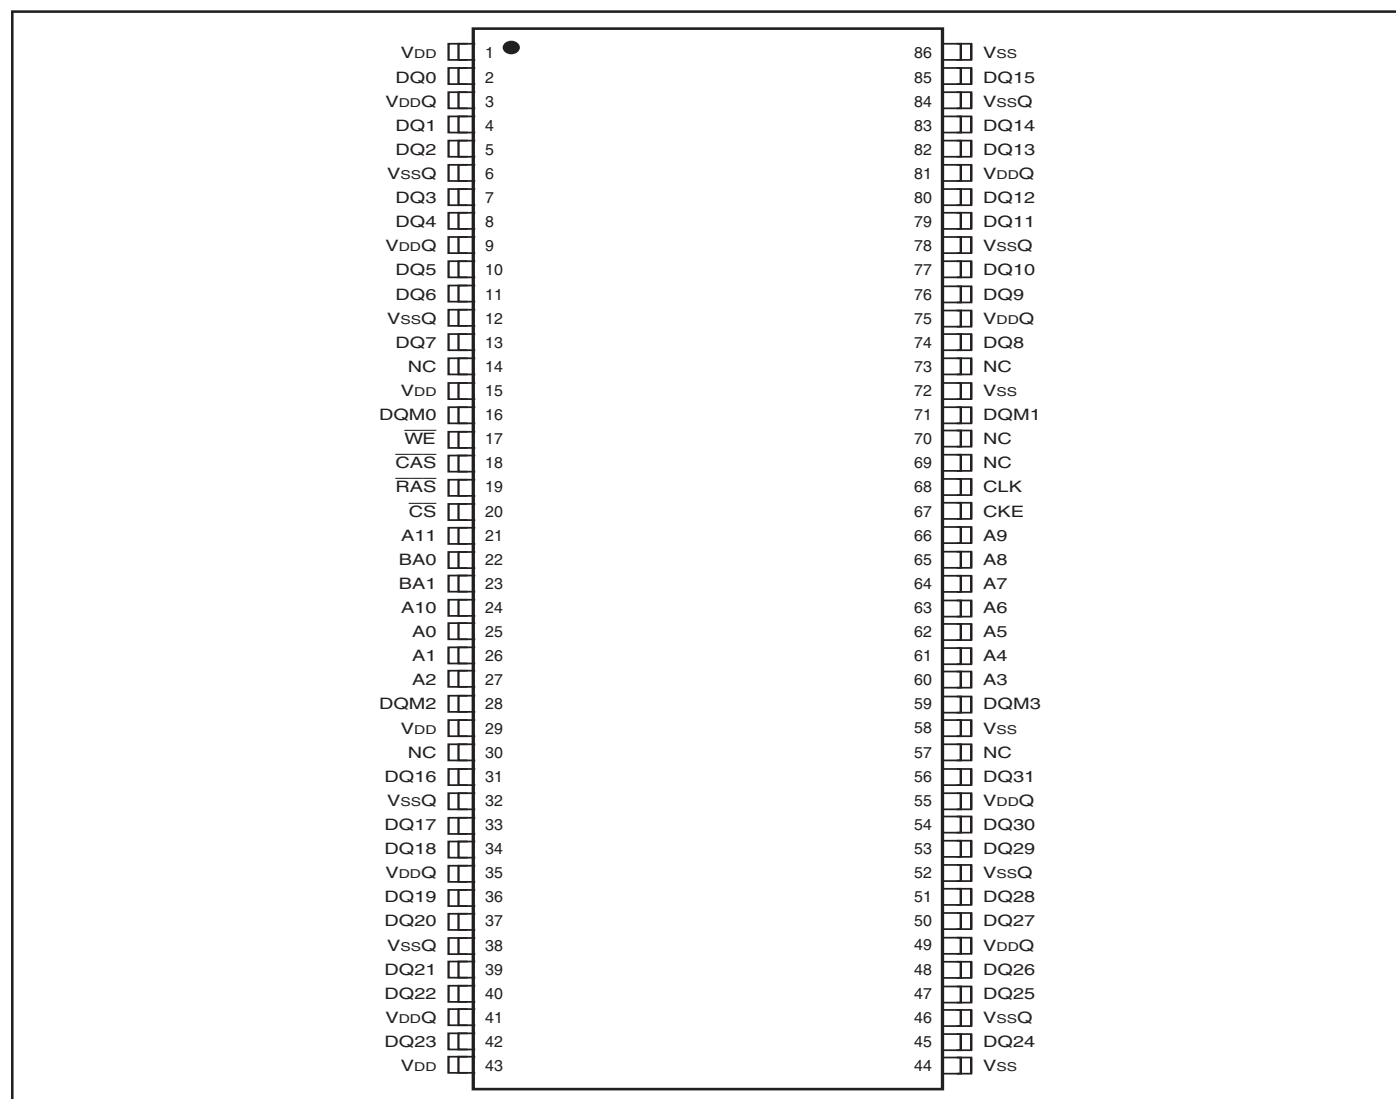 VDD 1 86 VSS
DQ0 2 85 DQ15
VDDQ 3 84 VSSQ
DQ1 4 83 DQ14
DQ2 5 82 DQ13
VSSQ 6 81 VDDQ
DQ3 7 80 DQ12
DQ4 8 79 DQ11
VDDQ 9 78 VSSQ
DQ5 10 77 DQ10
DQ6 11 76 DQ9
VSSQ 12 75 VDDQ
DQ7 13 74 DQ8
NC 14 73 NC
VDD 15 72 VSS
DQM0 16 71 DQM1
W̅E̅ 17 70 NC
C̅A̅S̅ 18 69 NC
R̅A̅S̅ 19 68 CLK
C̅S̅ 20 67 CKE
A11 21 66 A9
BA0 22 65 A8
BA1 23 64 A7
A10 24 63 A6
A0 25 62 A5
A1 26 61 A4
A2 27 60 A3
DQM2 28 59 DQM3
VDD 29 58 VSS
NC 30 57 NC
DQ16 31 56 DQ31
VSSQ 32 55 VDDQ
DQ17 33 54 DQ30
DQ18 34 53 DQ29
VDDQ 35 52 VSSQ
DQ19 36 51 DQ28
DQ20 37 50 DQ27
VSSQ 38 49 VDDQ
DQ21 39 48 DQ26
DQ22 40 47 DQ25
VDDQ 41 46 VSSQ
DQ23 42 45 DQ24
VDD 43 44 VSS